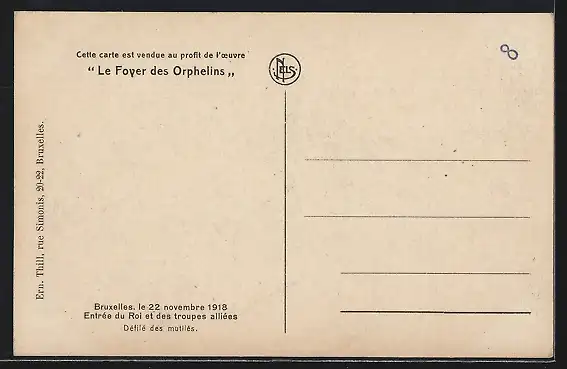 Cette carte est vendue au profit de l'œuvre
“ Le Foyer des Orphelins „
NELS
8
Ern. Thill, rue Simonis, 20-22, Bruxelles.
Bruxelles, le 22 novembre 1918
Entrée du Roi et des troupes alliées
Défilé des mutilés.